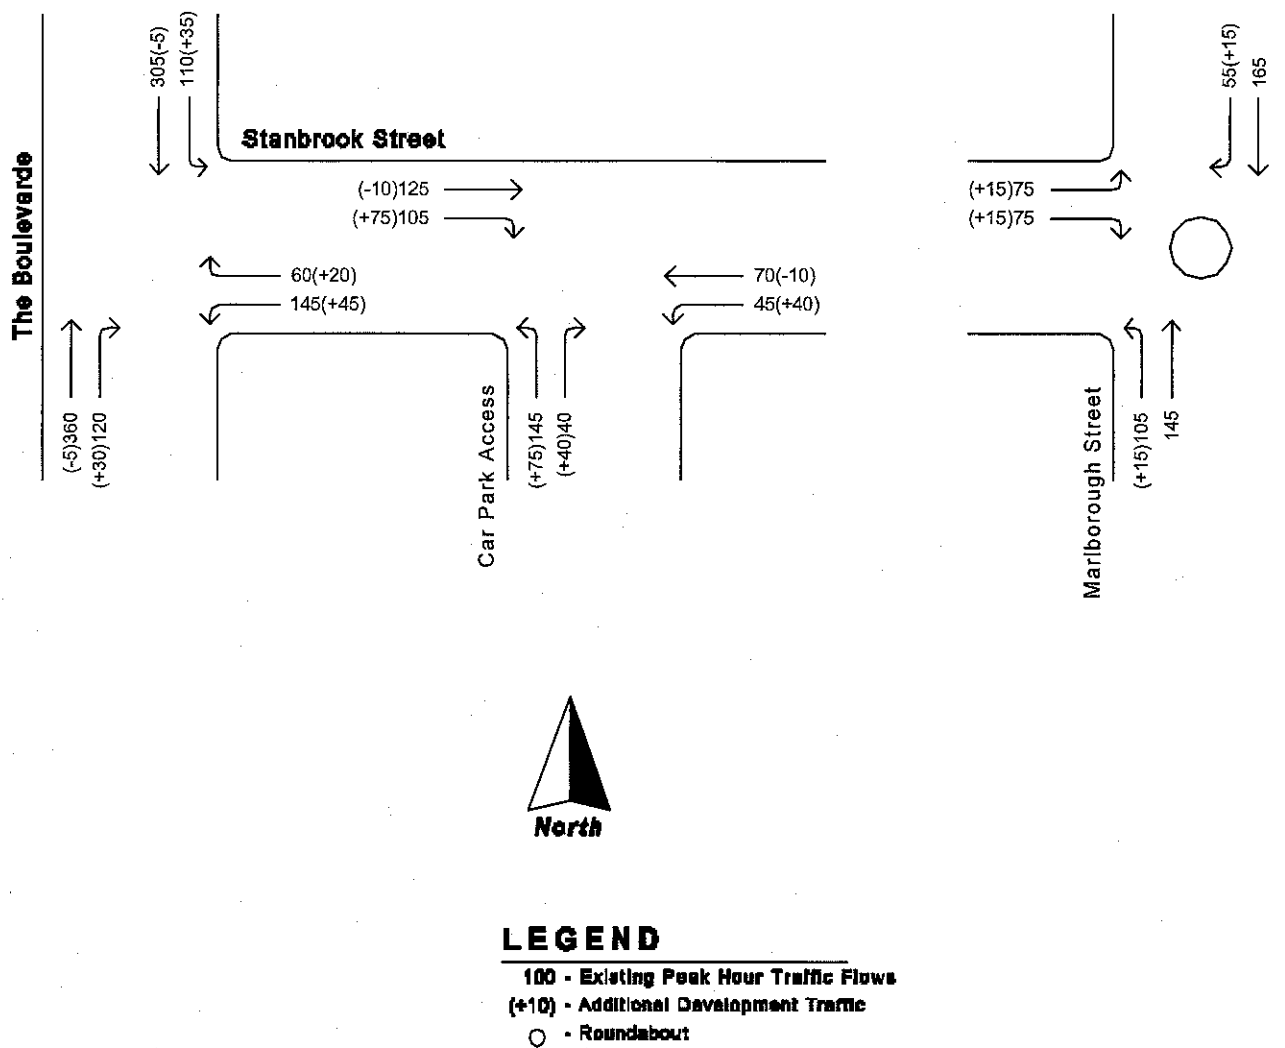 305(-5)
110(+35)
55(+15)
165
Stanbrook Street
The Boulevarde
(-10)125
(+75)105
(+15)75
(+15)75
60(+20)
145(+45)
70(-10)
45(+40)
(-5)360
(+30)120
Car Park Access
(+75)145
(+40)40
Marlborough Street
(+15)105
145
North
LEGEND
100 - Existing Peak Hour Traffic Flows
(+10) - Additional Development Traffic
- Roundabout